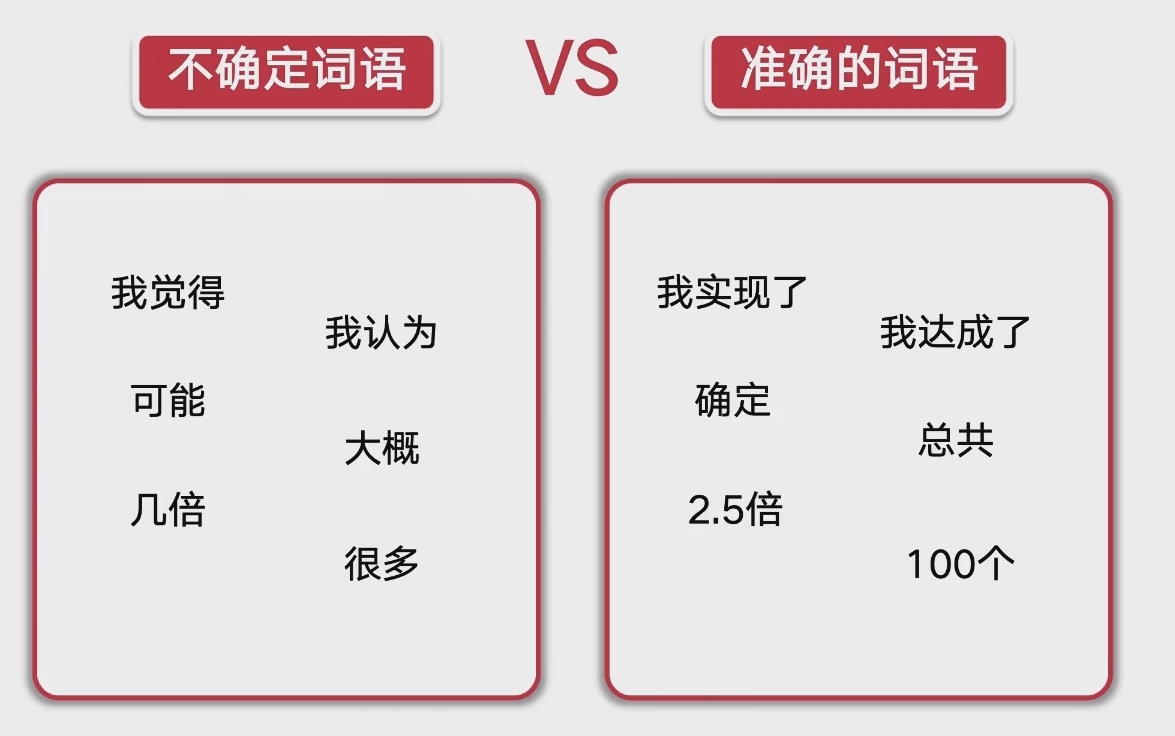 不确定词语
VS
准确的词语
我觉得
我认为
可能
大概
几倍
很多
我实现了
我达成了
确定
总共
2.5倍
100个